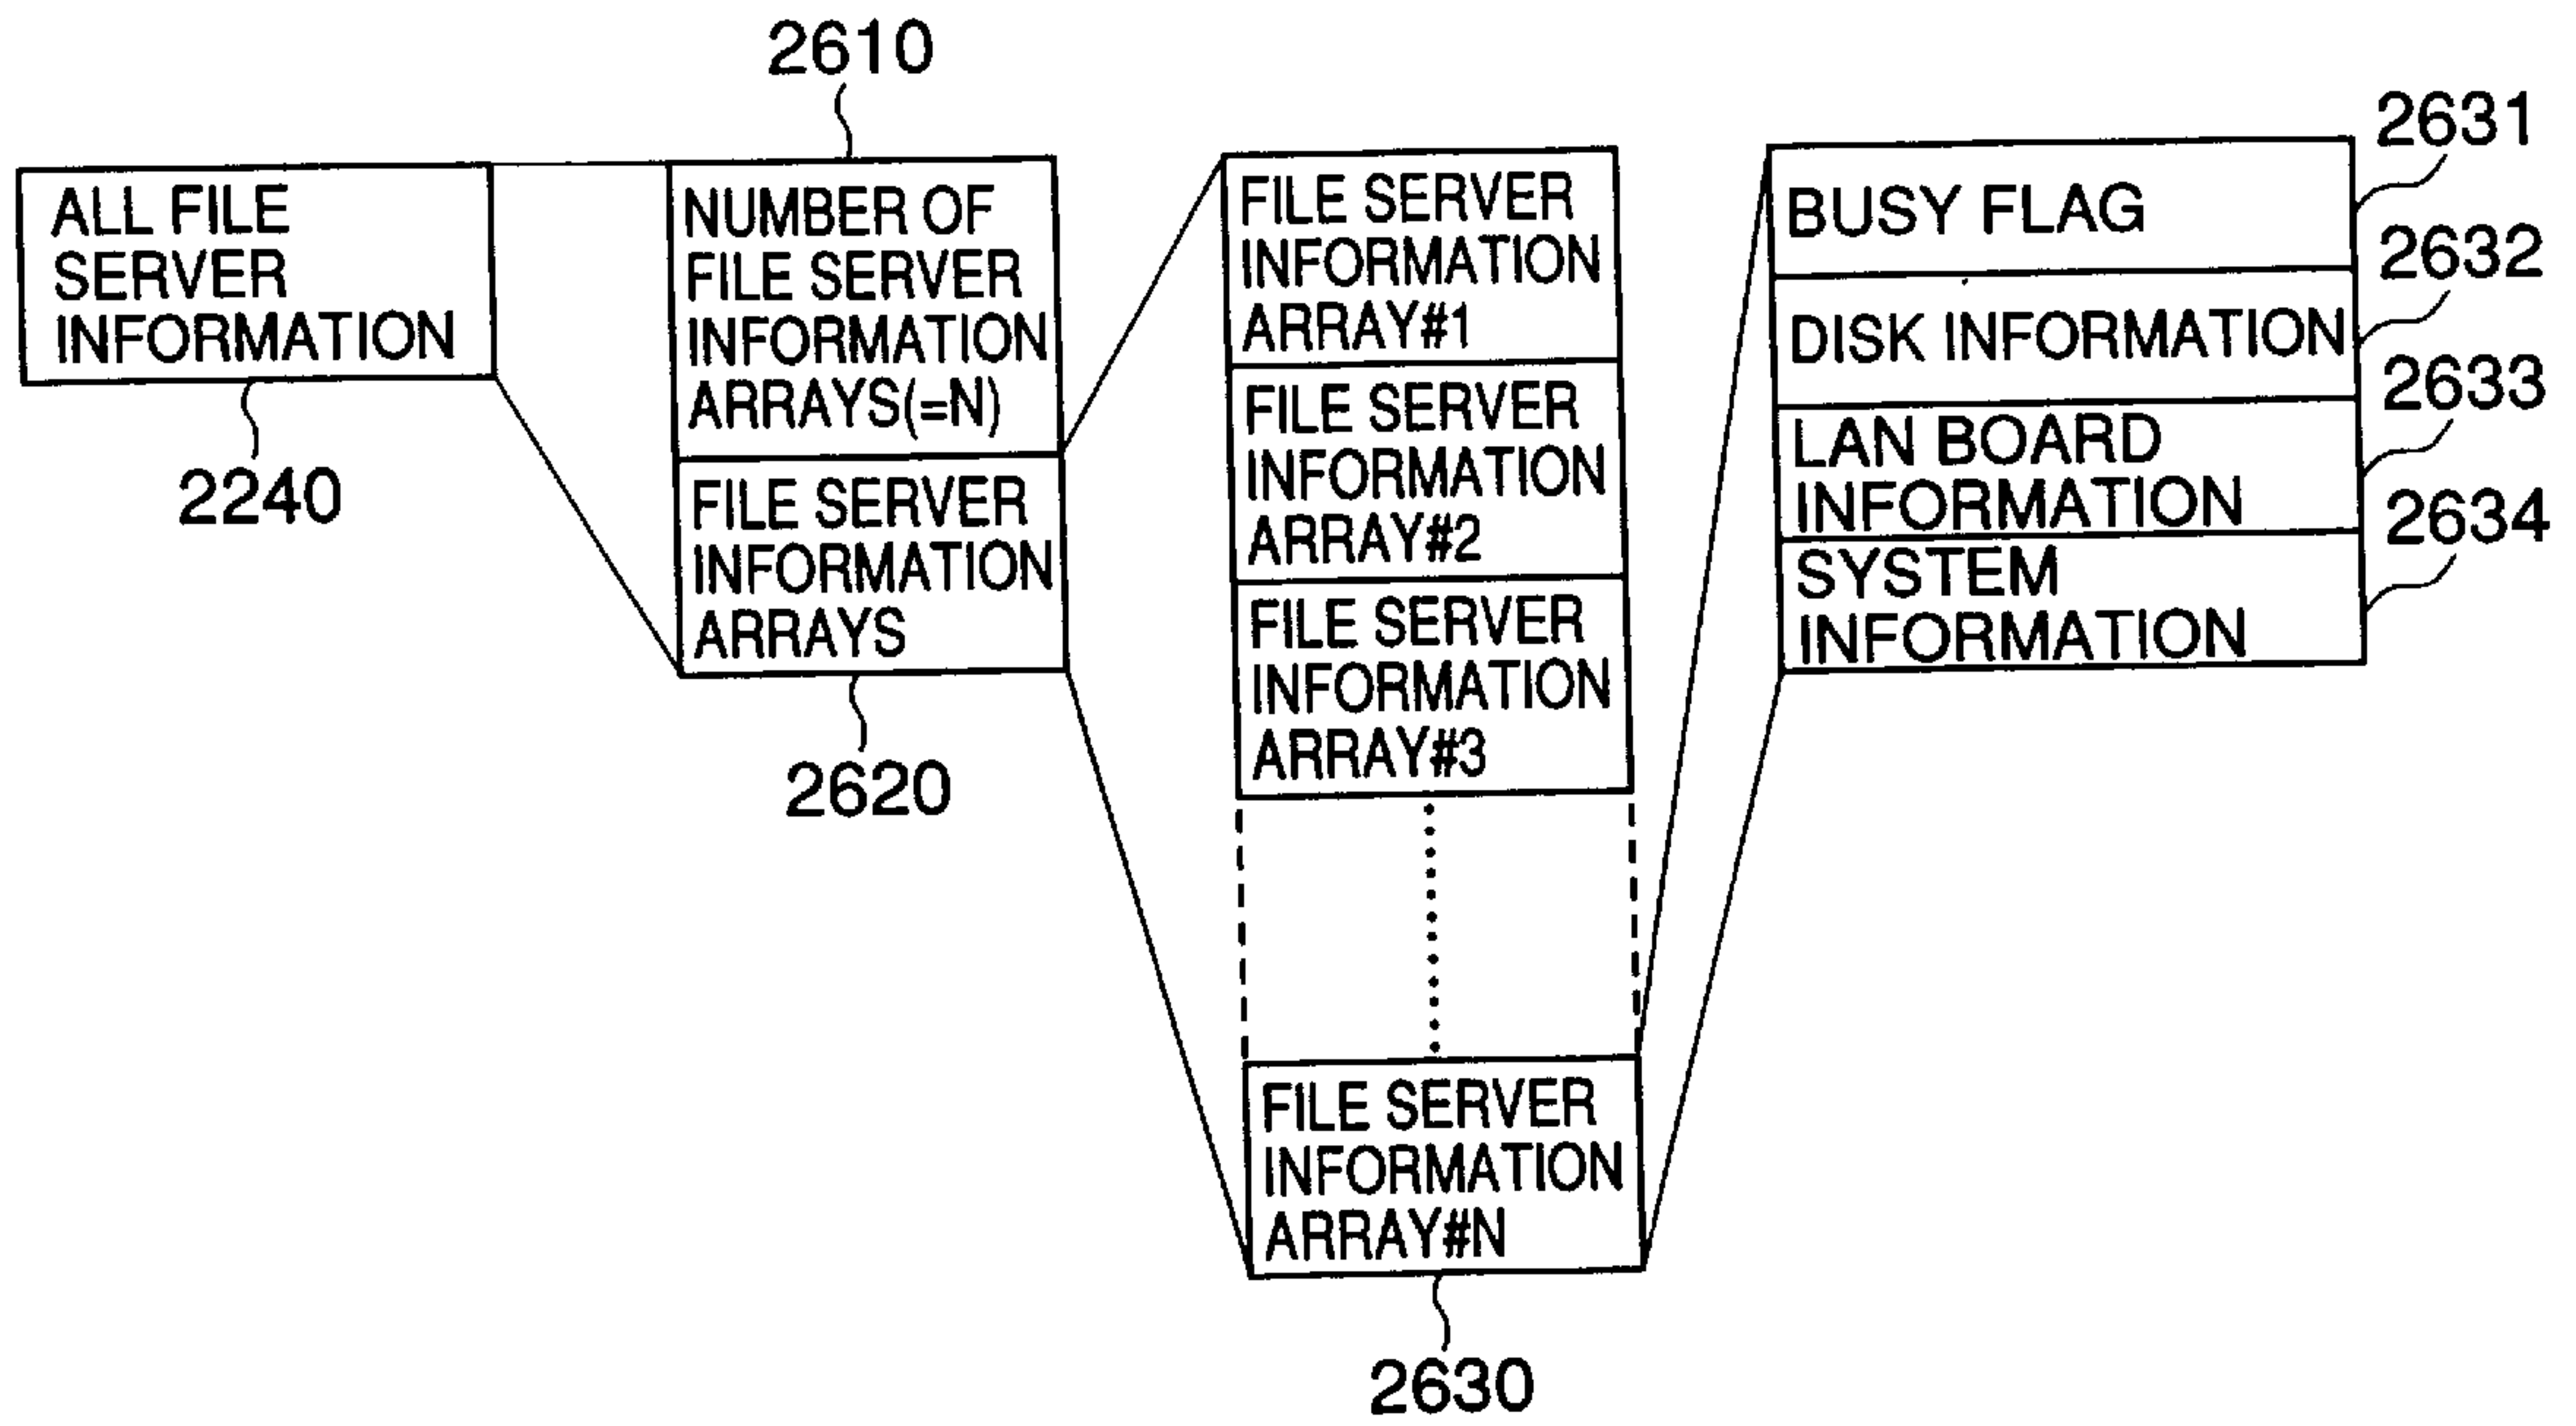 2610
ALL FILE
SERVER
INFORMATION
2240
NUMBER OF
FILE SERVER
INFORMATION
ARRAYS(=N)
FILE SERVER
INFORMATION
ARRAYS
2620
FILE SERVER
INFORMATION
ARRAY#1
FILE SERVER
INFORMATION
ARRAY#2
FILE SERVER
INFORMATION
ARRAY#3
FILE SERVER
INFORMATION
ARRAY#N
2630
BUSY FLAG
2631
DISK INFORMATION
2632
LAN BOARD
INFORMATION
2633
SYSTEM
INFORMATION
2634